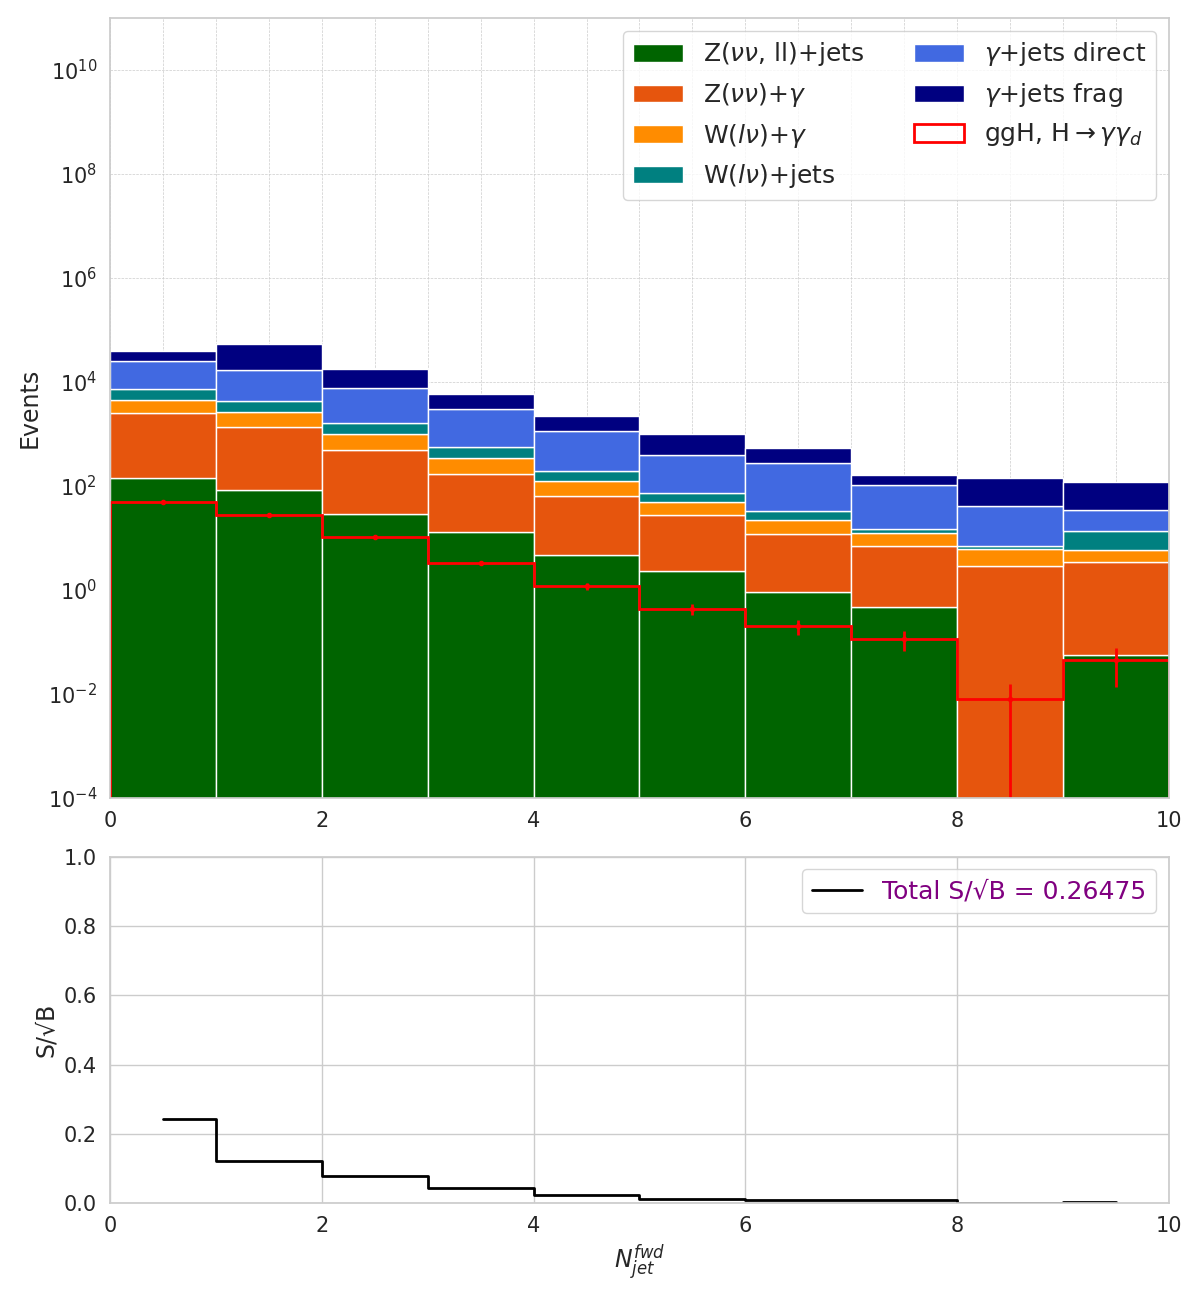 Z(νν, ll)+jets
Z(νν)+γ
W(lν)+γ
W(lν)+jets
γ+jets direct
γ+jets frag
ggH, H→γγ_d
Events
10^10
10^8
10^6
10^4
10^2
10^0
10^−2
10^−4
0 2 4 6 8 10
Total S/√B = 0.26475
S/√B
1.0
0.8
0.6
0.4
0.2
0.0
0 2 4 6 8 10
N_jet^fwd